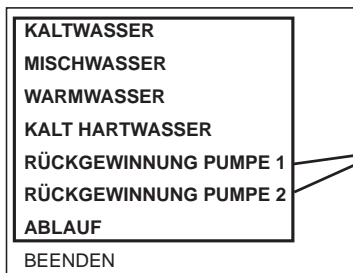 KALTWASSER
MISCHWASSER
WARMWASSER
KALT HARTWASSER
RÜCKGEWINNUNG PUMPE 1
RÜCKGEWINNUNG PUMPE 2
ABLAUF
BEENDEN